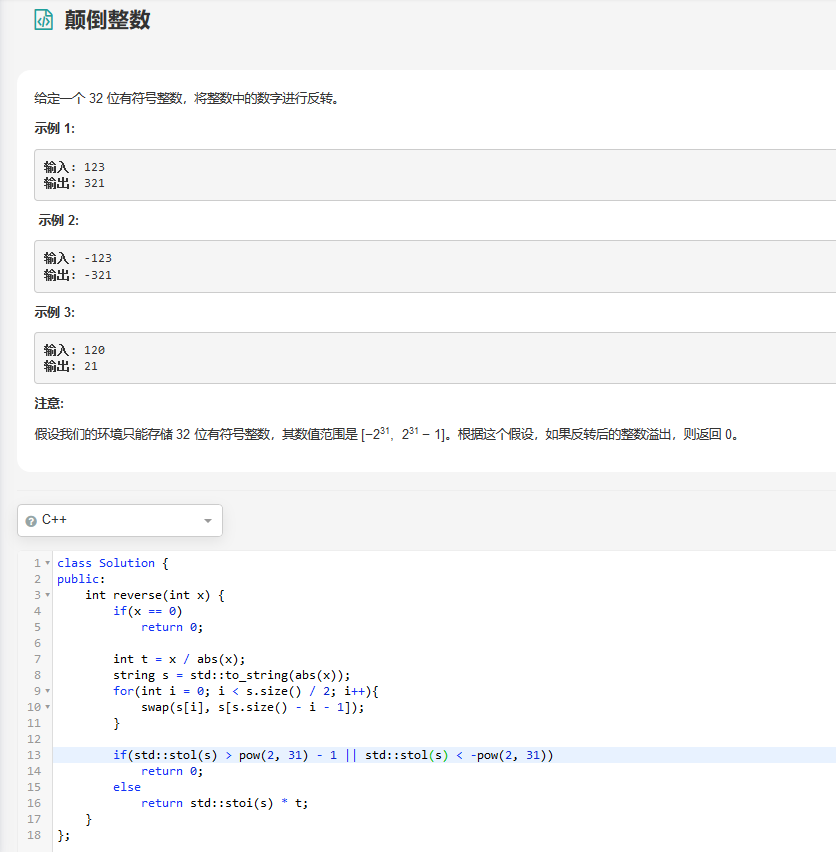 颠倒整数
给定一个 32 位有符号整数，将整数中的数字进行反转。
示例 1:
输入: 123
输出: 321
示例 2:
输入: -123
输出: -321
示例 3:
输入: 120
输出: 21
注意:
假设我们的环境只能存储 32 位有符号整数，其数值范围是 [−2³¹, 2³¹ − 1]。根据这个假设，如果反转后的整数溢出，则返回 0。
C++
1 class Solution {
2 public:
3     int reverse(int x) {
4         if(x == 0)
5             return 0;
6
7         int t = x / abs(x);
8         string s = std::to_string(abs(x));
9         for(int i = 0; i < s.size() / 2; i++){
10             swap(s[i], s[s.size() - i - 1]);
11         }
12
13         if(std::stol(s) > pow(2, 31) - 1 || std::stol(s) < -pow(2, 31))
14             return 0;
15         else
16             return std::stoi(s) * t;
17     }
18 };